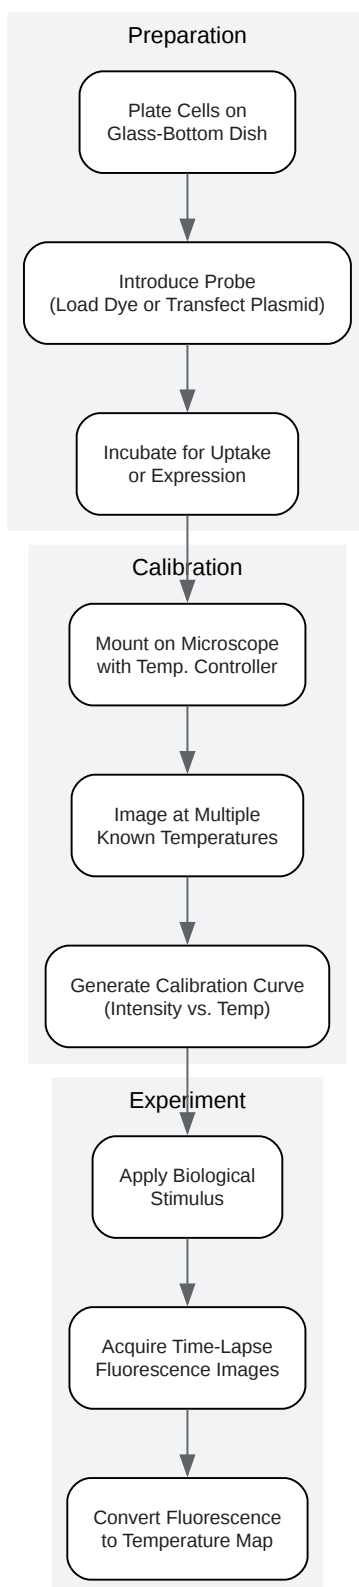 Preparation
Plate Cells on
Glass-Bottom Dish
Introduce Probe
(Load Dye or Transfect Plasmid)
Incubate for Uptake
or Expression
Calibration
Mount on Microscope
with Temp. Controller
Image at Multiple
Known Temperatures
Generate Calibration Curve
(Intensity vs. Temp)
Experiment
Apply Biological
Stimulus
Acquire Time-Lapse
Fluorescence Images
Convert Fluorescence
to Temperature Map